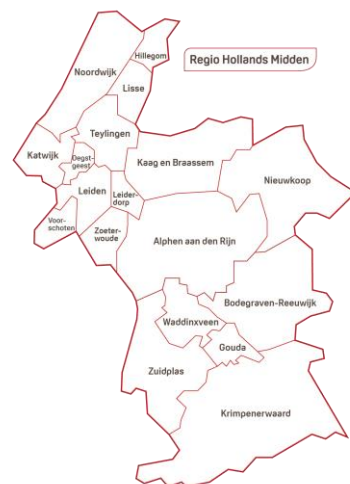 Hillegom
Regio Hollands Midden
Noordwijk
Lisse
Teylingen
Katwijk
Oegst-
geest
Kaag en Braassem
Nieuwkoop
Leiden
Leider-
dorp
Voor-
schoten
Zoeter-
woude
Alphen aan den Rijn
Bodegraven-Reeuwijk
Waddinxveen
Gouda
Zuidplas
Krimpenerwaard